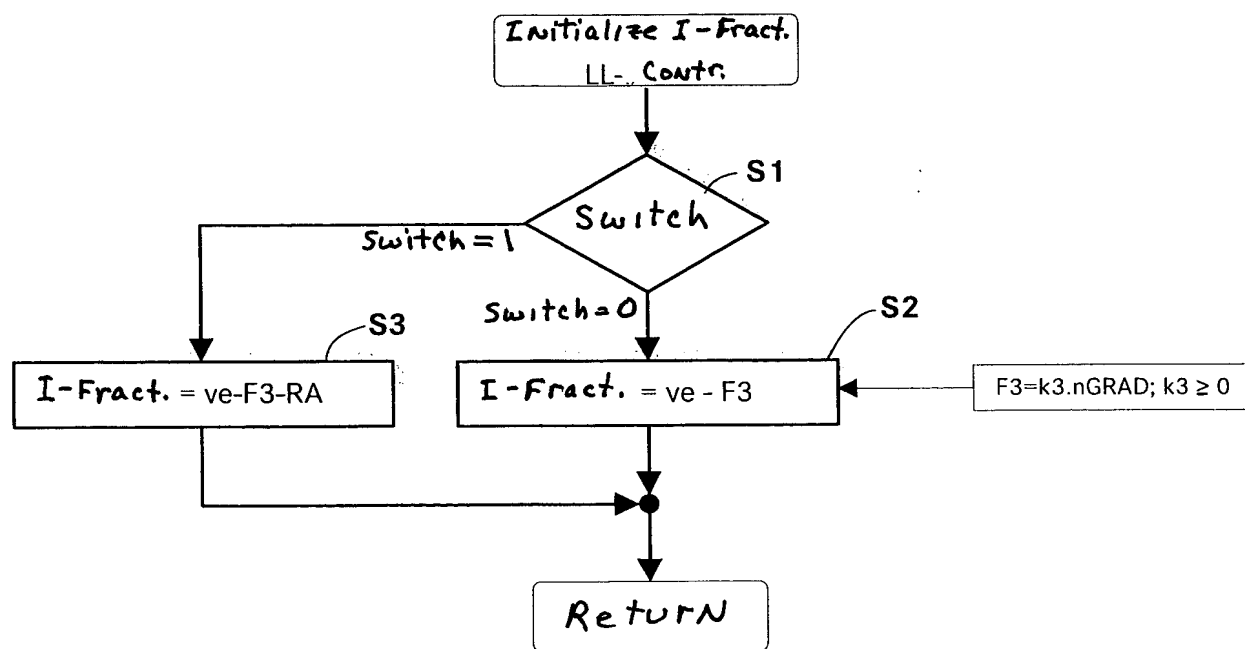 Initialize I-Fract.
LL- Contr.
S1
Switch
Switch=1
Switch=0
S3
S2
I-Fract. = ve-F3-RA
I-Fract. = ve - F3
F3=k3.nGRAD; k3 ≥ 0
Return